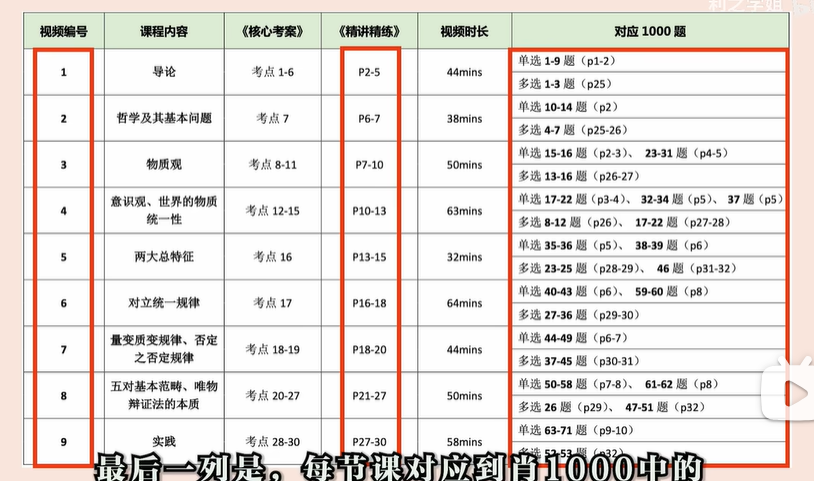 视频编号 课程内容 《核心考案》 《精讲精练》 视频时长 对应 1000 题
1 导论 考点 1-6 P2-5 44mins 单选 1-9 题（p1-2）
多选 1-3 题（p25）
2 哲学及其基本问题 考点 7 P6-7 38mins 单选 10-14 题（p2）
多选 4-7 题（p25-26）
3 物质观 考点 8-11 P7-10 50mins 单选 15-16 题（p2-3）、 23-31 题（p4-5）
多选 13-16 题（p26-27）
4 意识观、世界的物质统一性 考点 12-15 P10-13 63mins 单选 17-22 题（p3-4）、 32-34 题（p5）、 37 题（p5）
多选 8-12 题（p26）、 17-22 题（p27-28）
5 两大总特征 考点 16 P13-15 32mins 单选 35-36 题（p5）、 38-39 题（p6）
多选 23-25 题（p28-29）、 46 题（p31-32）
6 对立统一规律 考点 17 P16-18 64mins 单选 40-43 题（p6）、 59-60 题（p8）
多选 27-36 题（p29-30）
7 量变质变规律、否定之否定规律 考点 18-19 P18-20 44mins 单选 44-49 题（p6-7）
多选 37-45 题（p30-31）
8 五对基本范畴、唯物辩证法的本质 考点 20-27 P21-27 50mins 单选 50-58 题（p7-8）、 61-62 题（p8）
多选 26 题（p29）、 47-51 题（p32）
9 实践 考点 28-30 P27-30 58mins 单选 63-71 题（p9-10）
多选 52-53 题（p32）
最后一列是，每节课对应到肖1000中的